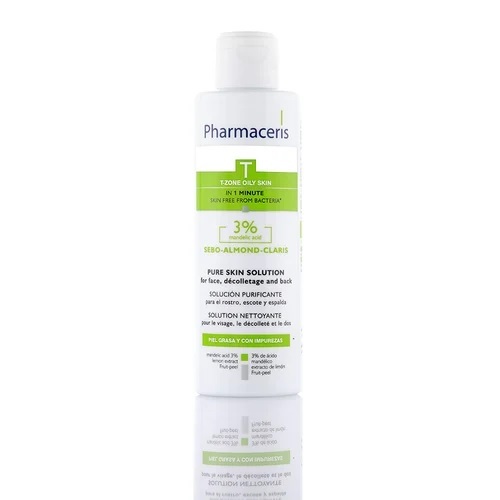 Pharmaceris
T
T-ZONE OILY SKIN
IN 1 MINUTE
SKIN FREE FROM BACTERIA*
3%
mandelic acid
SEBO-ALMOND-CLARIS
PURE SKIN SOLUTION
for face, décolletage and back
SOLUCIÓN PURIFICANTE
para el rostro, escote y espalda
SOLUTION NETTOYANTE
pour le visage, le décolleté et le dos
PIEL GRASA Y CON IMPUREZAS
mandelic acid 3% 3% de ácido
lemon extract mandélico
Fruit-peel extracto de limón
Fruit-peel